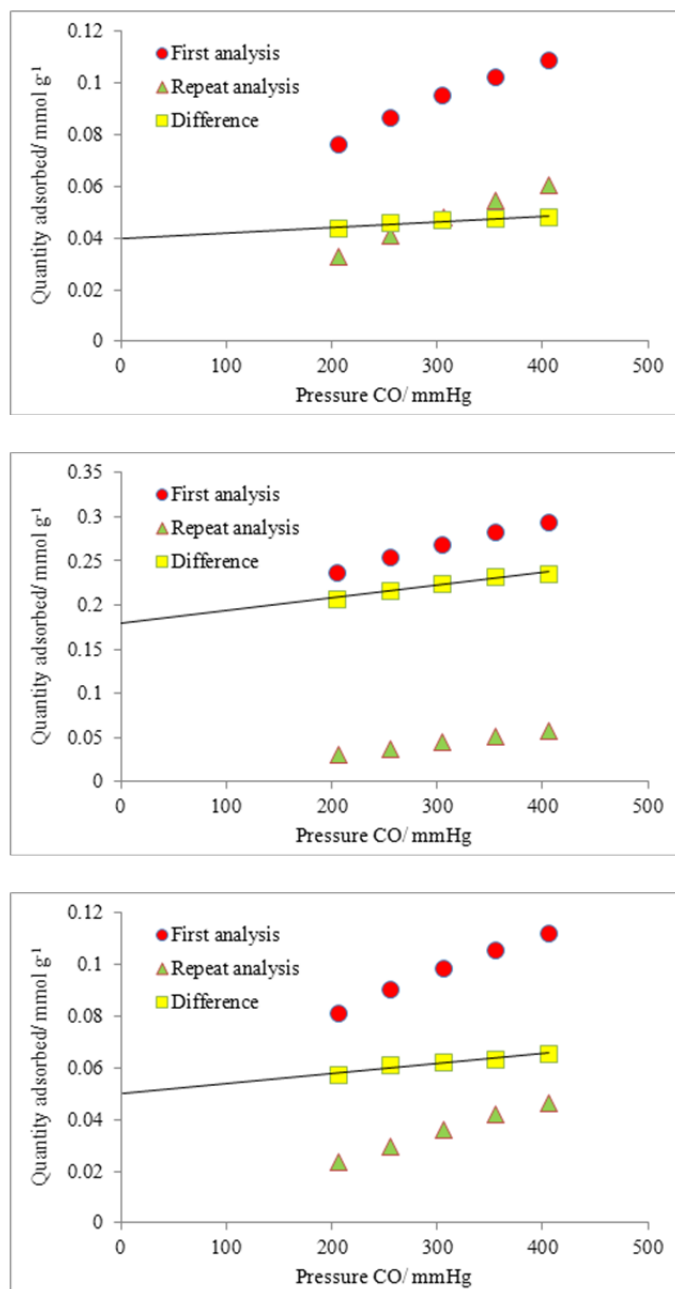 0.12
0.1
0.08
0.06
0.04
0.02
0
First analysis
Repeat analysis
Difference
Quantity adsorbed/ mmol g⁻¹
0 100 200 300 400 500
Pressure CO/ mmHg
0.35
0.3
0.25
0.2
0.15
0.1
0.05
0
First analysis
Repeat analysis
Difference
Quantity adsorbed/ mmol g⁻¹
0 100 200 300 400 500
Pressure CO/ mmHg
0.12
0.1
0.08
0.06
0.04
0.02
0
First analysis
Repeat analysis
Difference
Quantity adsorbed/ mmol g⁻¹
0 100 200 300 400 500
Pressure CO/ mmHg